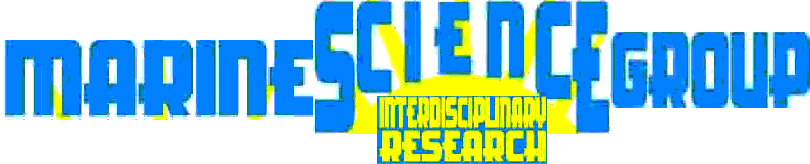 MARINE SCIENCE GROUP
INTERDISCIPLINARY
RESEARCH